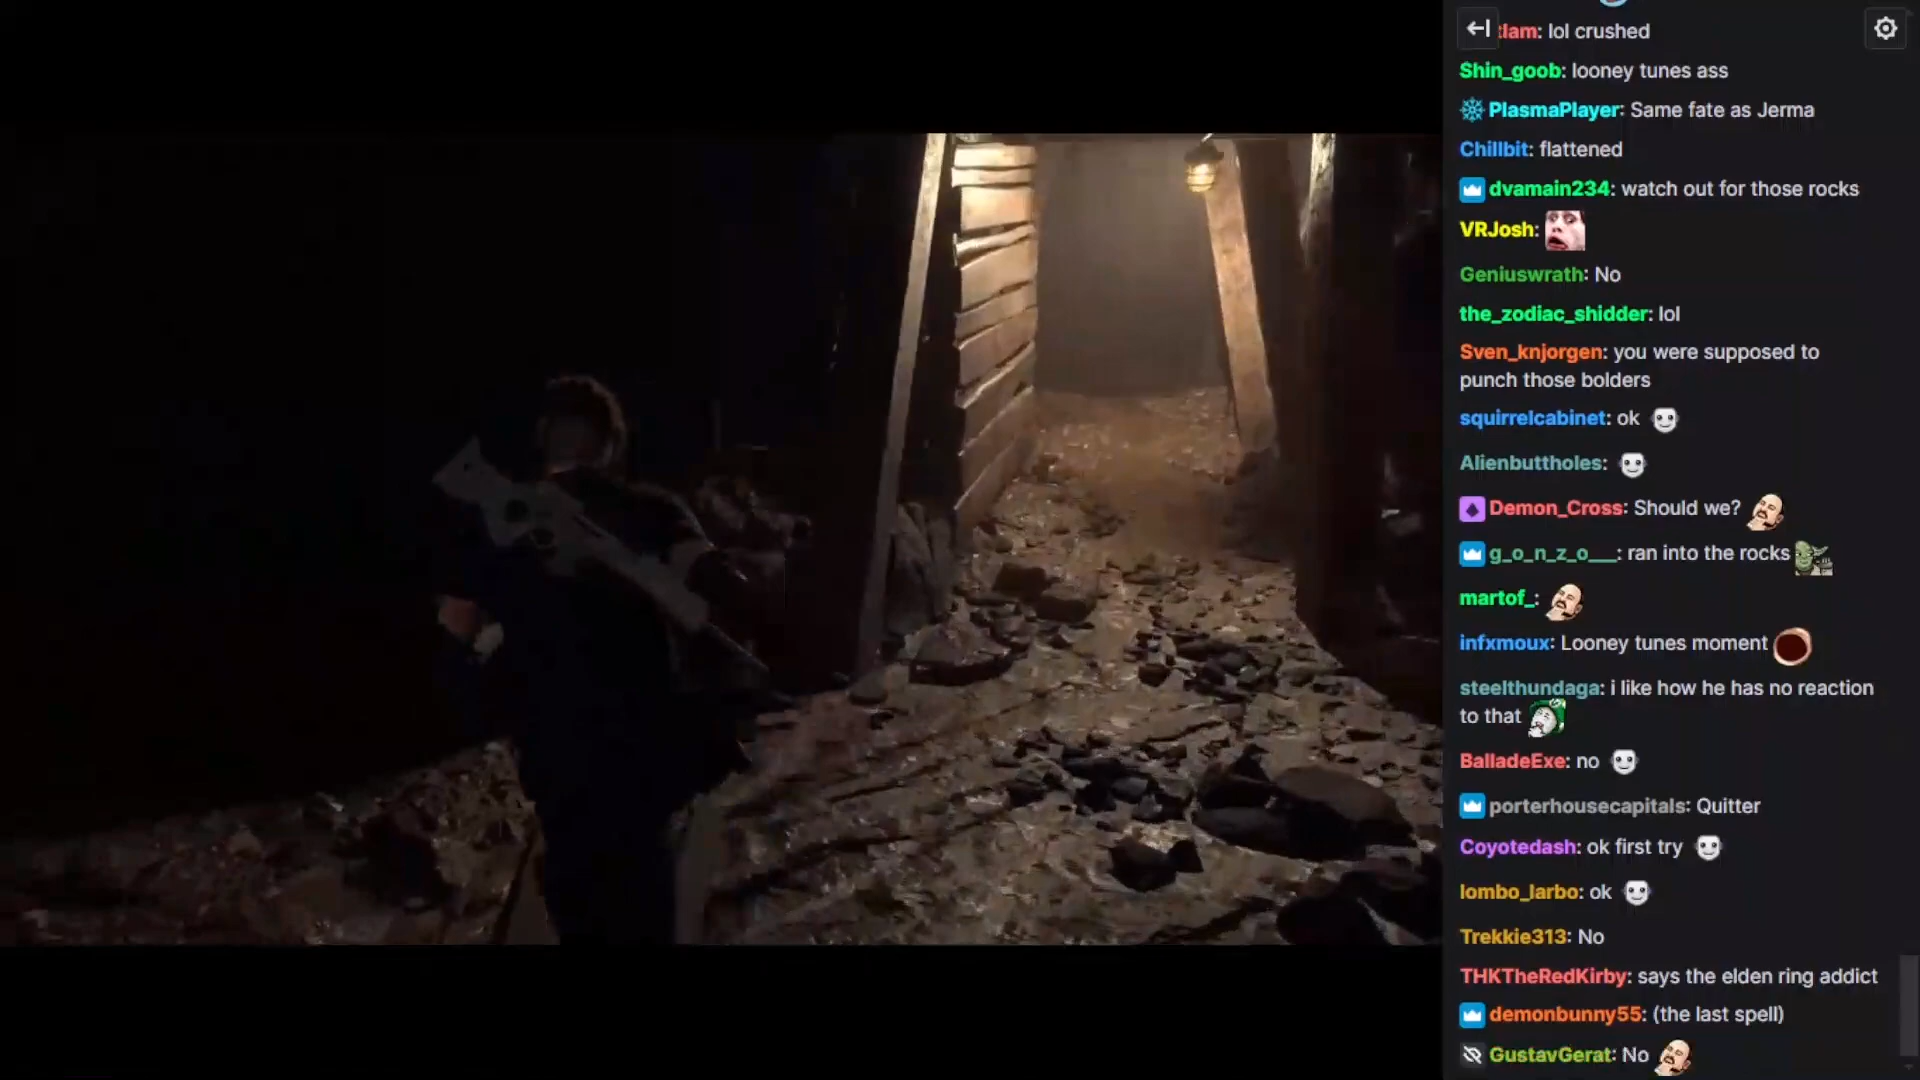 tlam: lol crushed
Shin_goob: looney tunes ass
PlasmaPlayer: Same fate as Jerma
Chillbit: flattened
dvamain234: watch out for those rocks
VRJosh:
Geniuswrath: No
the_zodiac_shidder: lol
Sven_knjorgen: you were supposed to
punch those bolders
squirrelcabinet: ok
Alienbuttholes:
Demon_Cross: Should we?
g_o_n_z_o__: ran into the rocks
martof_:
infxmoux: Looney tunes moment
steelthundaga: i like how he has no reaction
to that
BalladeExe: no
porterhousecapitals: Quitter
Coyotedash: ok first try
lombo_larbo: ok
Trekkie313: No
THKTheRedKirby: says the elden ring addict
demonbunny55: (the last spell)
GustavGerat: No